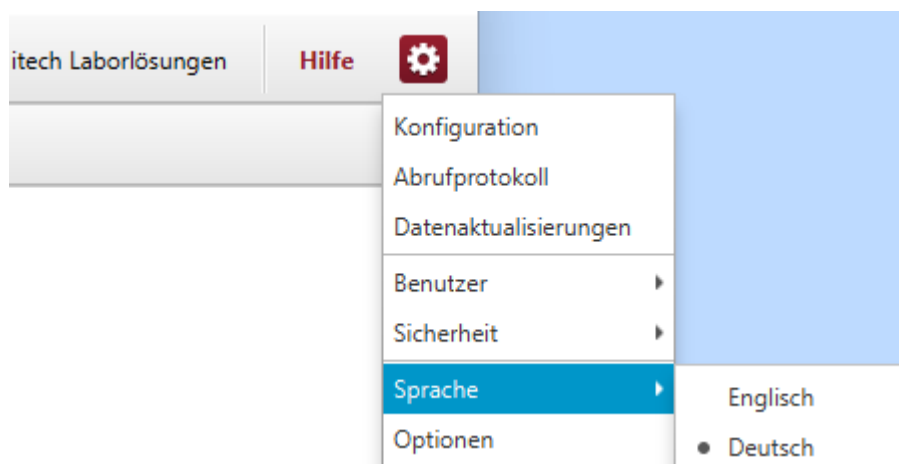 itech Laborlösungen
Hilfe
Konfiguration
Abrufprotokoll
Datenaktualisierungen
Benutzer
Sicherheit
Sprache
Englisch
Optionen
Deutsch